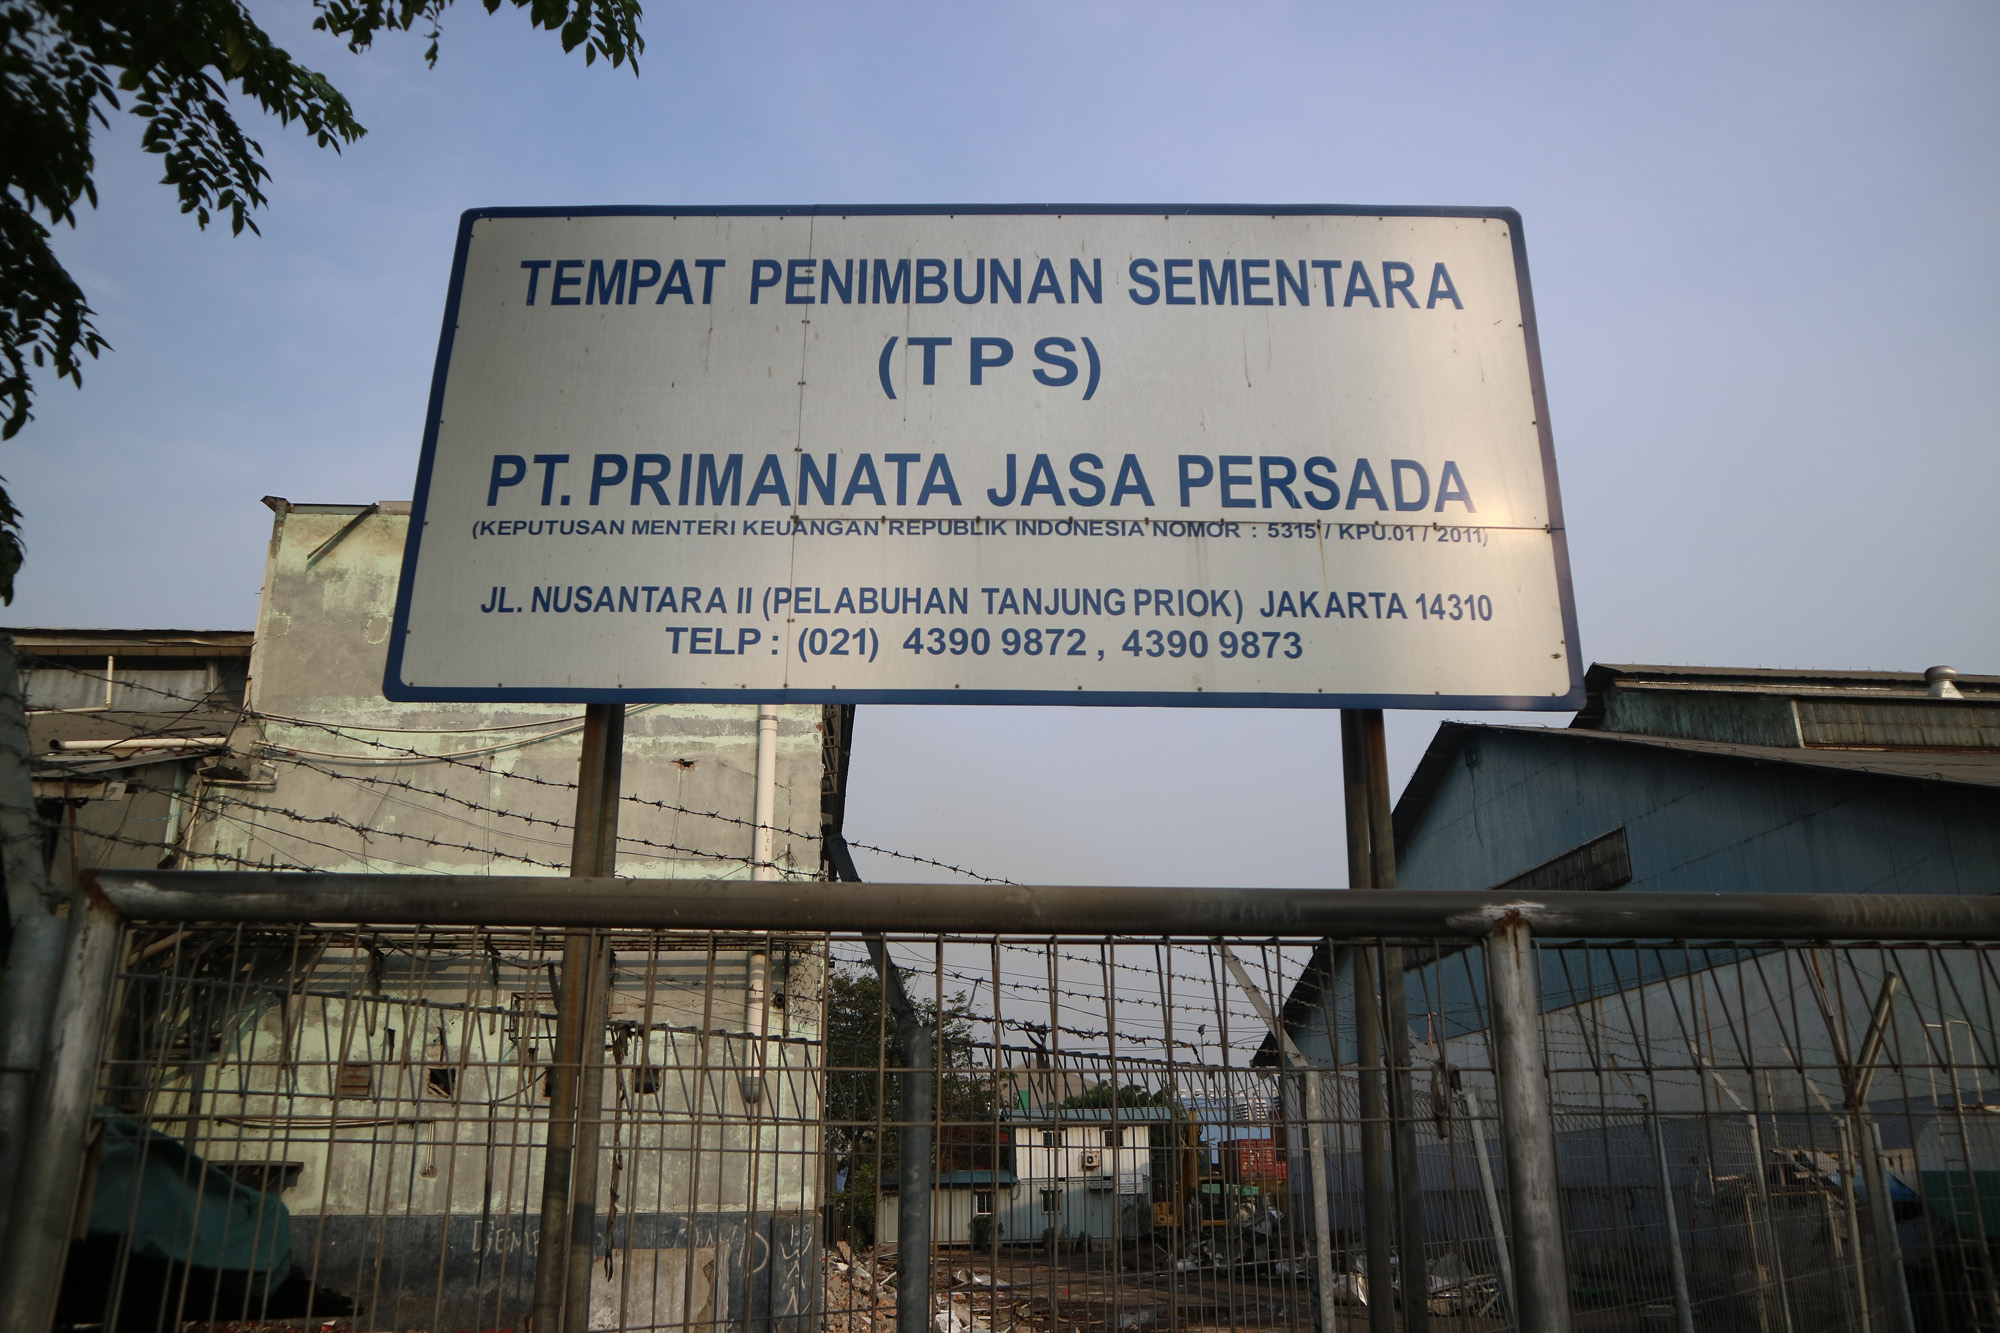 TEMPAT PENIMBUNAN SEMENTARA
(TPS)
PT. PRIMANATA JASA PERSADA
(KEPUTUSAN MENTERI KEUANGAN REPUBLIK INDONESIA NOMOR : 5315 / KPU.01 / 2011)
JL. NUSANTARA II (PELABUHAN TANJUNG PRIOK) JAKARTA 14310
TELP : (021) 4390 9872 , 4390 9873